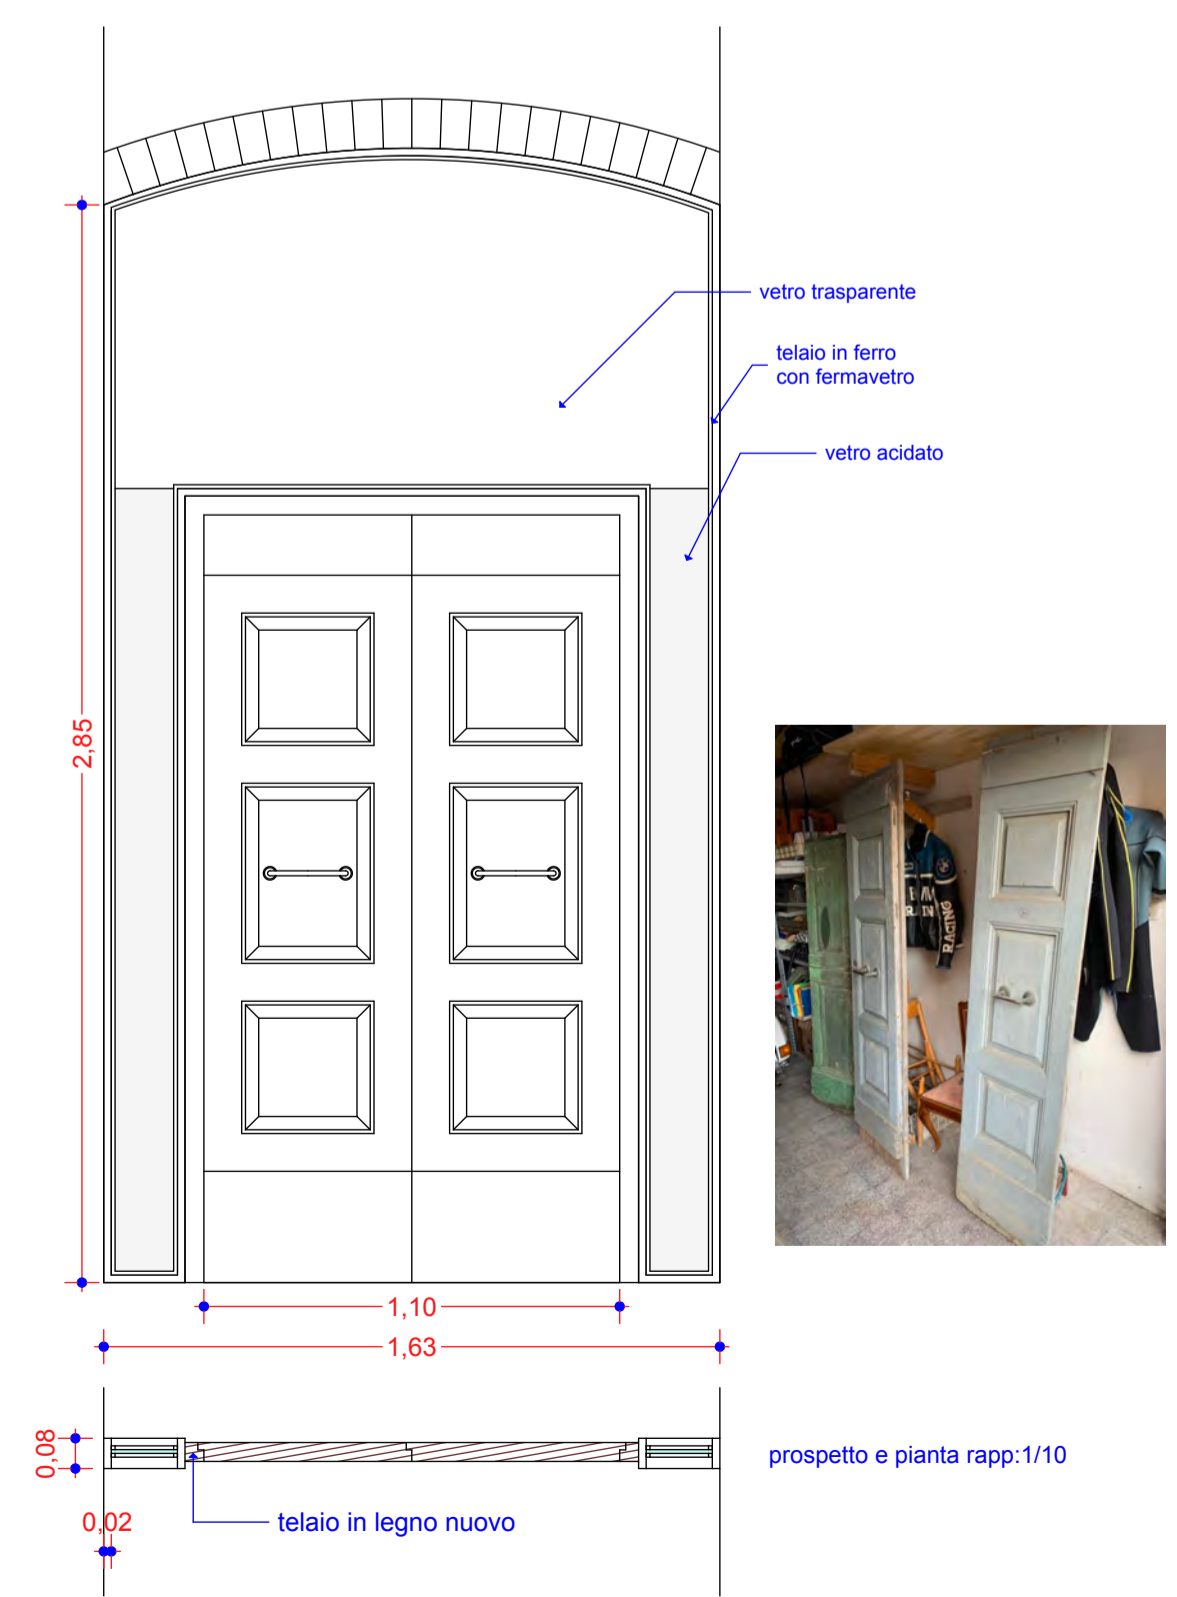 vetro trasparente
telaio in ferro
con fermavetro
vetro acidato
2,85
RACING
1,10
1,63
0,08
prospetto e pianta rapp:1/10
0,02
telaio in legno nuovo